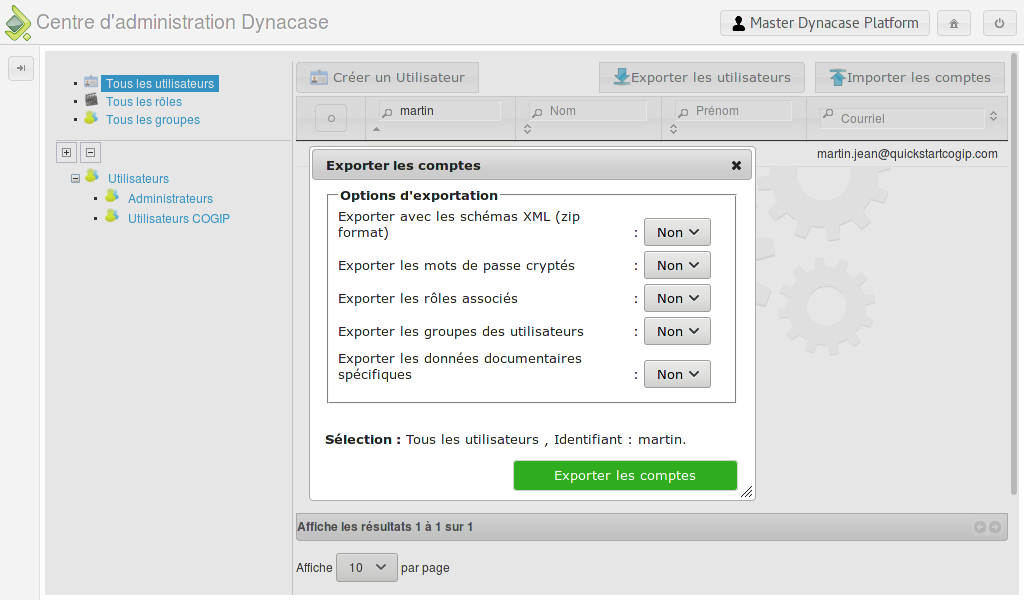 Centre d'administration Dynacase
Master Dynacase Platform
Tous les utilisateurs
Tous les rôles
Tous les groupes
Utilisateurs
Administrateurs
Utilisateurs COGIP
Créer un Utilisateur
Exporter les utilisateurs
Importer les comptes
martin
Nom
Prénom
Courriel
martin.jean@quickstartcogip.com
Exporter les comptes
Options d'exportation
Exporter avec les schémas XML (zip
format) : Non
Exporter les mots de passe cryptés : Non
Exporter les rôles associés : Non
Exporter les groupes des utilisateurs : Non
Exporter les données documentaires
spécifiques : Non
Sélection : Tous les utilisateurs , Identifiant : martin.
Exporter les comptes
Affiche les résultats 1 à 1 sur 1
Affiche 10 par page